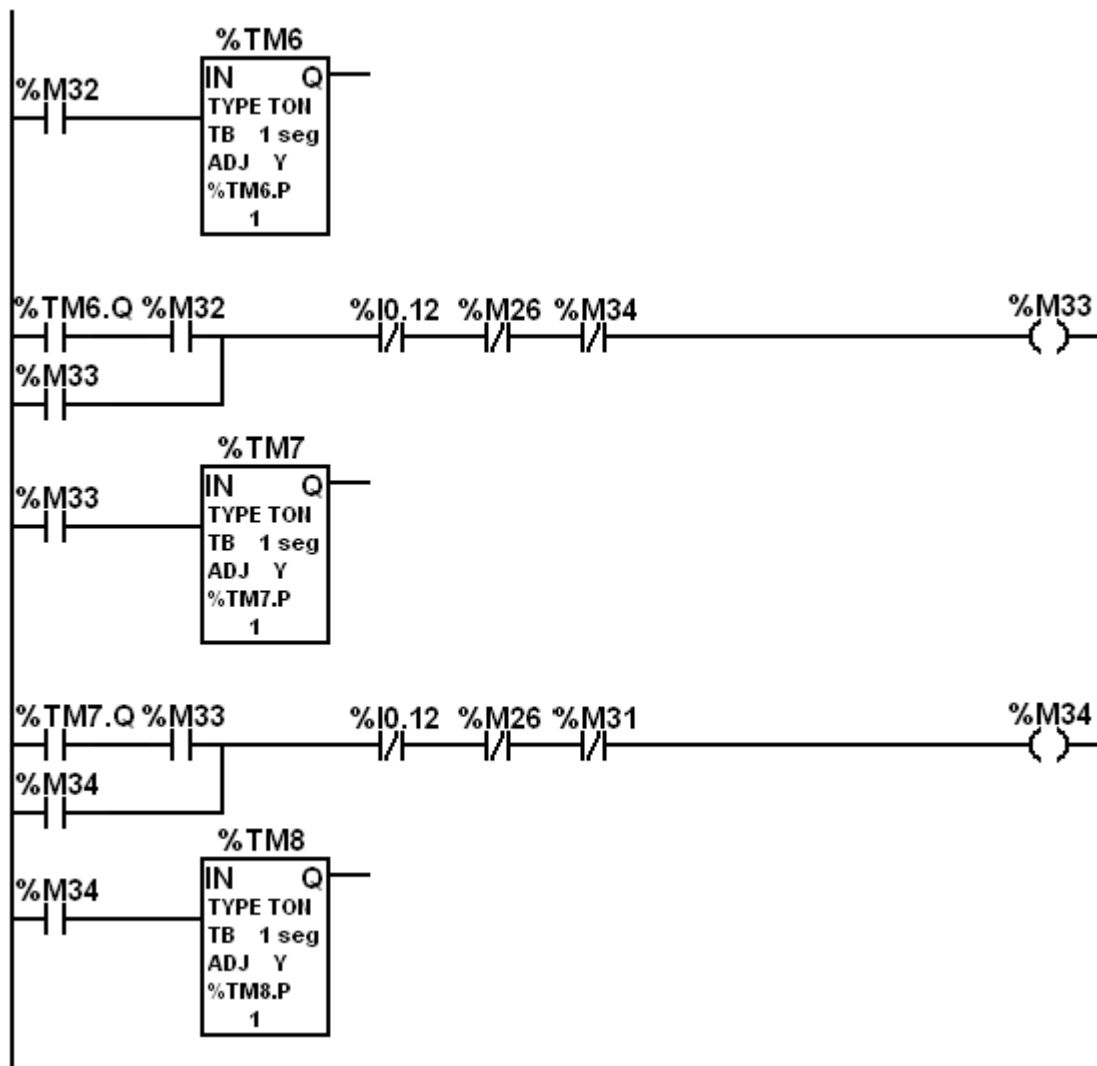 %TM6
%M32
IN Q
TYPE TON
TB 1 seg
ADJ Y
%TM6.P
1
%TM6.Q %M32 %I0.12 %M26 %M34 %M33
%M33
%TM7
%M33
IN Q
TYPE TON
TB 1 seg
ADJ Y
%TM7.P
1
%TM7.Q %M33 %I0.12 %M26 %M31 %M34
%M34
%TM8
%M34
IN Q
TYPE TON
TB 1 seg
ADJ Y
%TM8.P
1